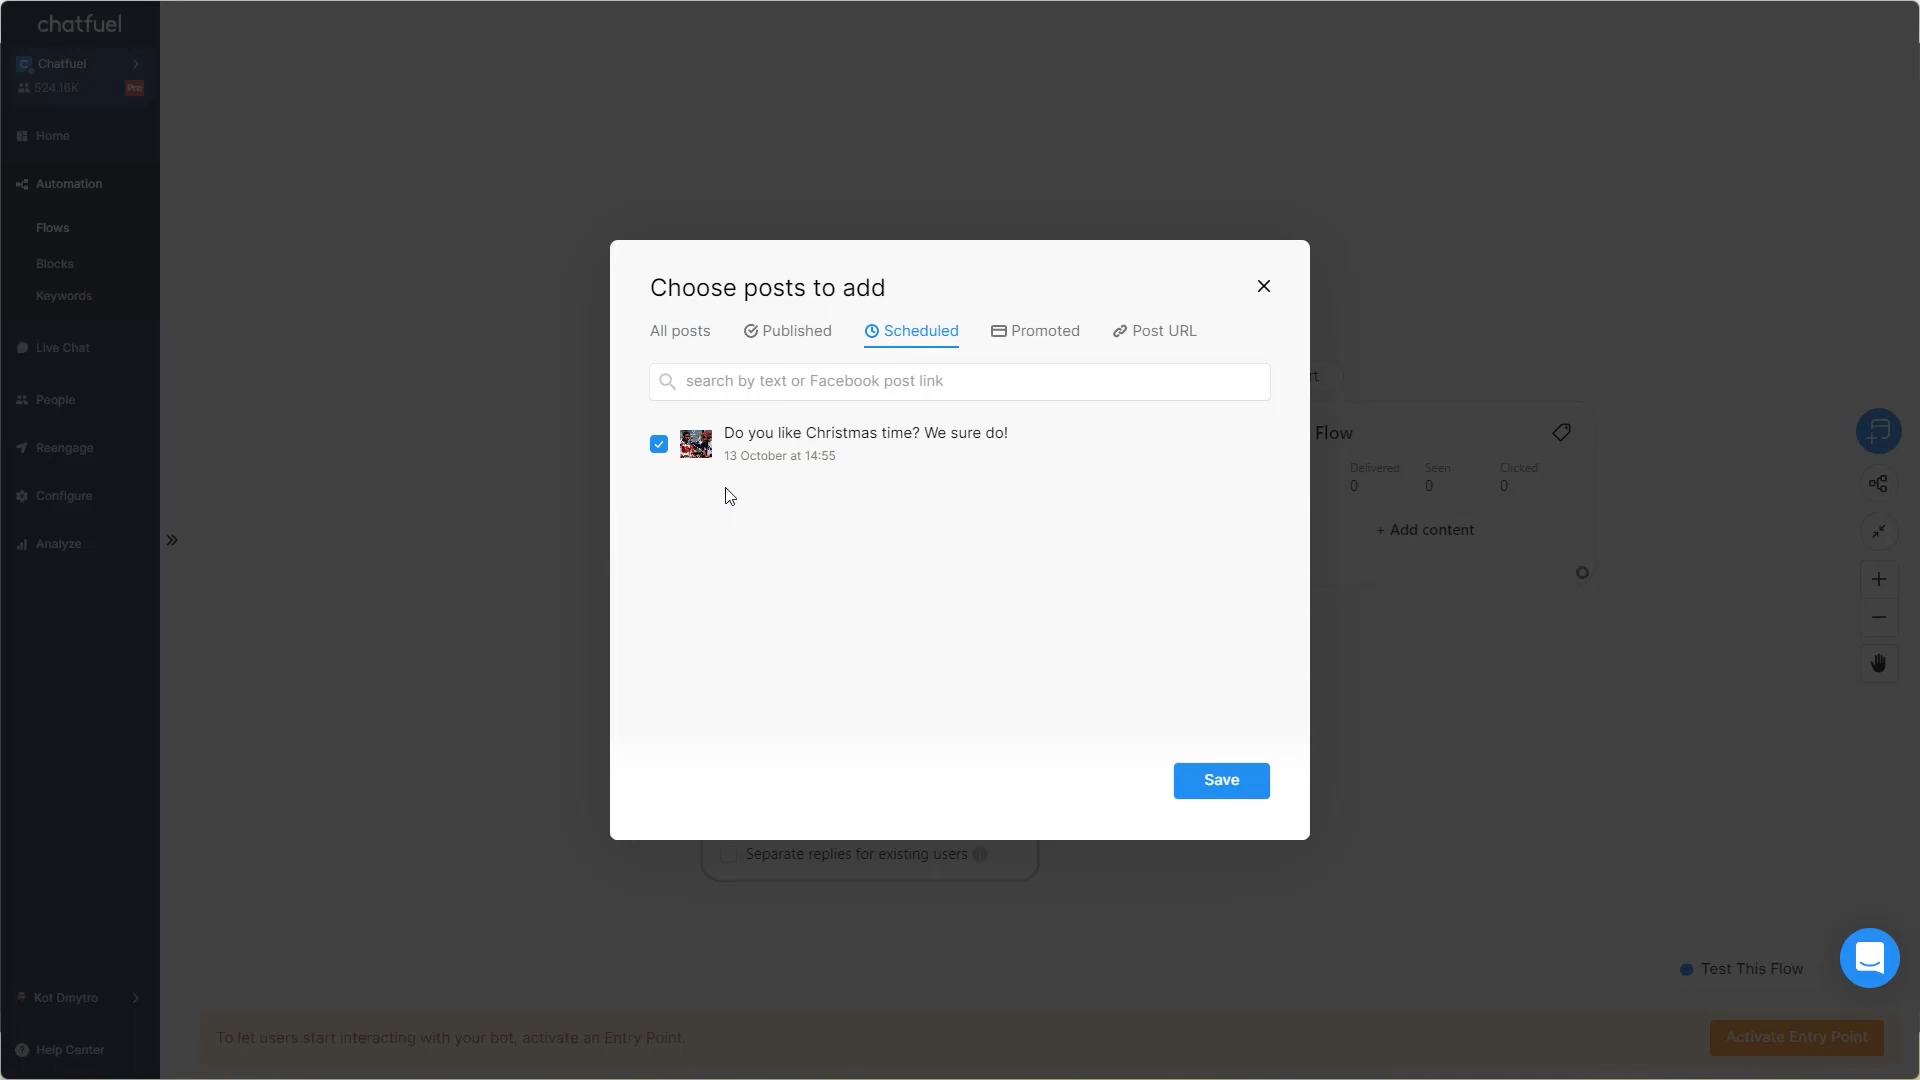 chatfuel
Chatfuel
524.16K
Pro
Home
Automation
Flows
Blocks
Keywords
Live Chat
People
Reengage
Configure
Analyze
Kot Dmytro
Help Center
Choose posts to add
All posts
Published
Scheduled
Promoted
Post URL
search by text or Facebook post link
Do you like Christmas time? We sure do!
13 October at 14:55
Save
Flow
Delivered
Seen
Clicked
0
0
0
+ Add content
Separate replies for existing users
Test This Flow
To let users start interacting with your bot, activate an Entry Point.
Activate Entry Point